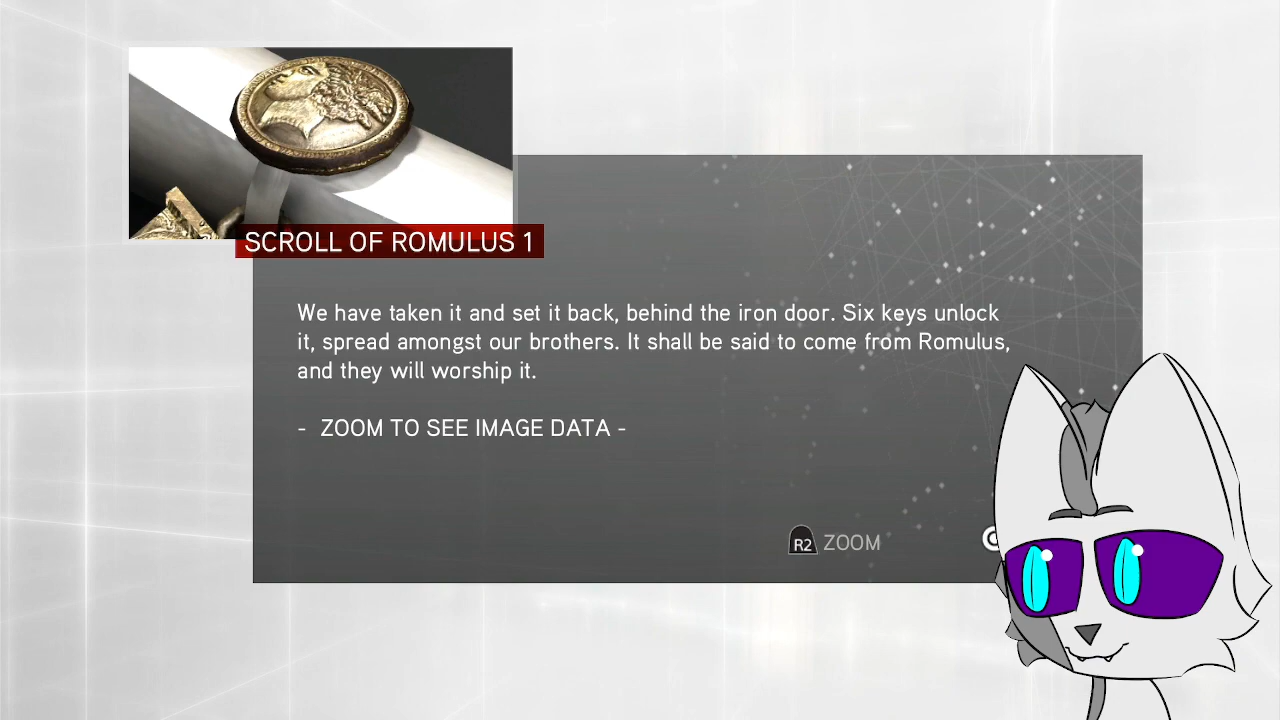 SCROLL OF ROMULUS 1
We have taken it and set it back, behind the iron door. Six keys unlock
it, spread amongst our brothers. It shall be said to come from Romulus,
and they will worship it.
- ZOOM TO SEE IMAGE DATA -
R2 ZOOM